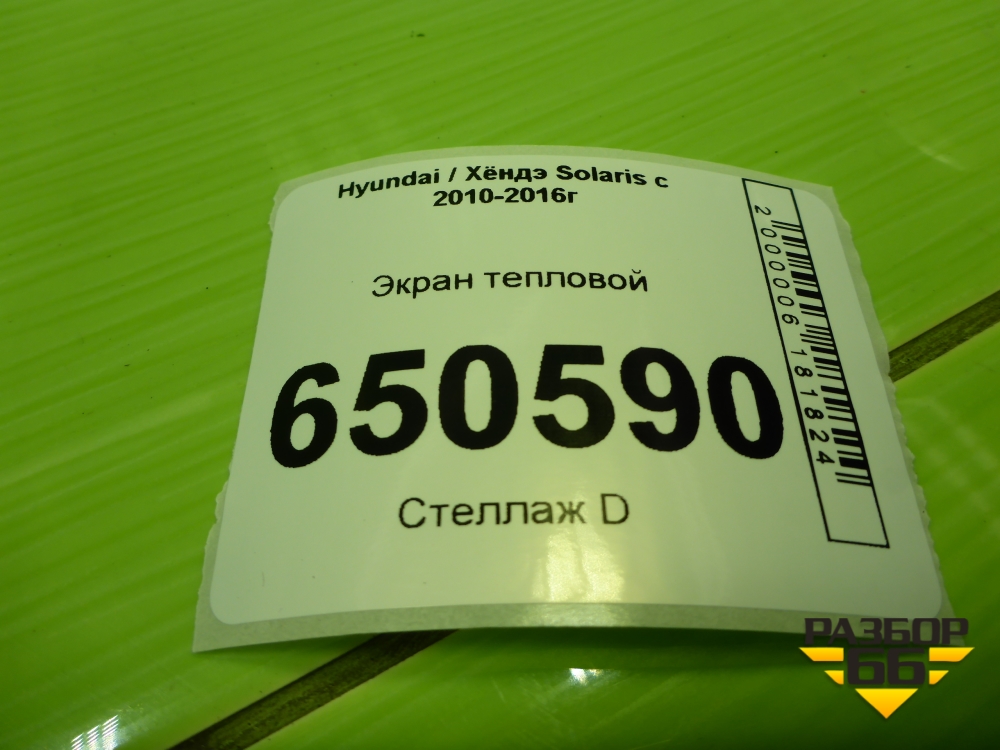 Hyundai / Хёндэ Solaris с
2010-2016г
Экран тепловой
650590
Стеллаж D
2000006181824
РАЗБОР
66